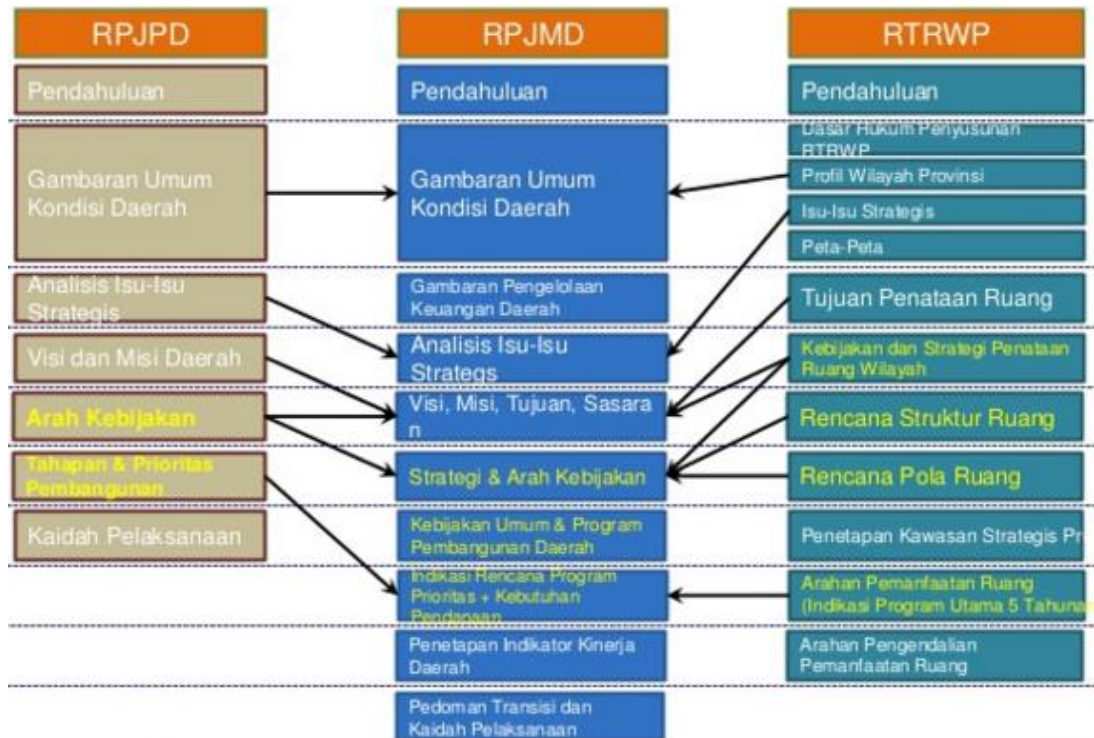 RPJPD
Pendahuluan
Gambaran Umum
Kondisi Daerah
Analisis Isu-Isu
Strategis
Visi dan Misi Daerah
Arah Kebijakan
Tahapan & Prioritas
Pembangunan
Kaidah Pelaksanaan
RPJMD
Pendahuluan
Gambaran Umum
Kondisi Daerah
Gambaran Pengelolaan
Keuangan Daerah
Analisis Isu-Isu
Strategs
Visi, Misi, Tujuan, Sasara
n
Strategi & Arah Kebijakan
Kebijakan Umum & Program
Pembangunan Daerah
Indikasi Rencana Program
Prioritas + Kebutuhan
Pendanaan
Penetapan Indikator Kinerja
Daerah
Pedoman Transisi dan
Kaidah Pelaksanaan
RTRWP
Pendahuluan
Dasar Hukum Penyusunan
RTRWP
Profil Wilayah Provinsi
Isu-Isu Strategis
Peta-Peta
Tujuan Penataan Ruang
Kebijakan dan Strategi Penataan
Ruang Wilayah
Rencana Struktur Ruang
Rencana Pola Ruang
Penetapan Kawasan Strategis Pr
Arahan Pemanfaatan Ruang
(Indikasi Program Utama 5 Tahunan
Arahan Pengendalian
Pemanfaatan Ruang